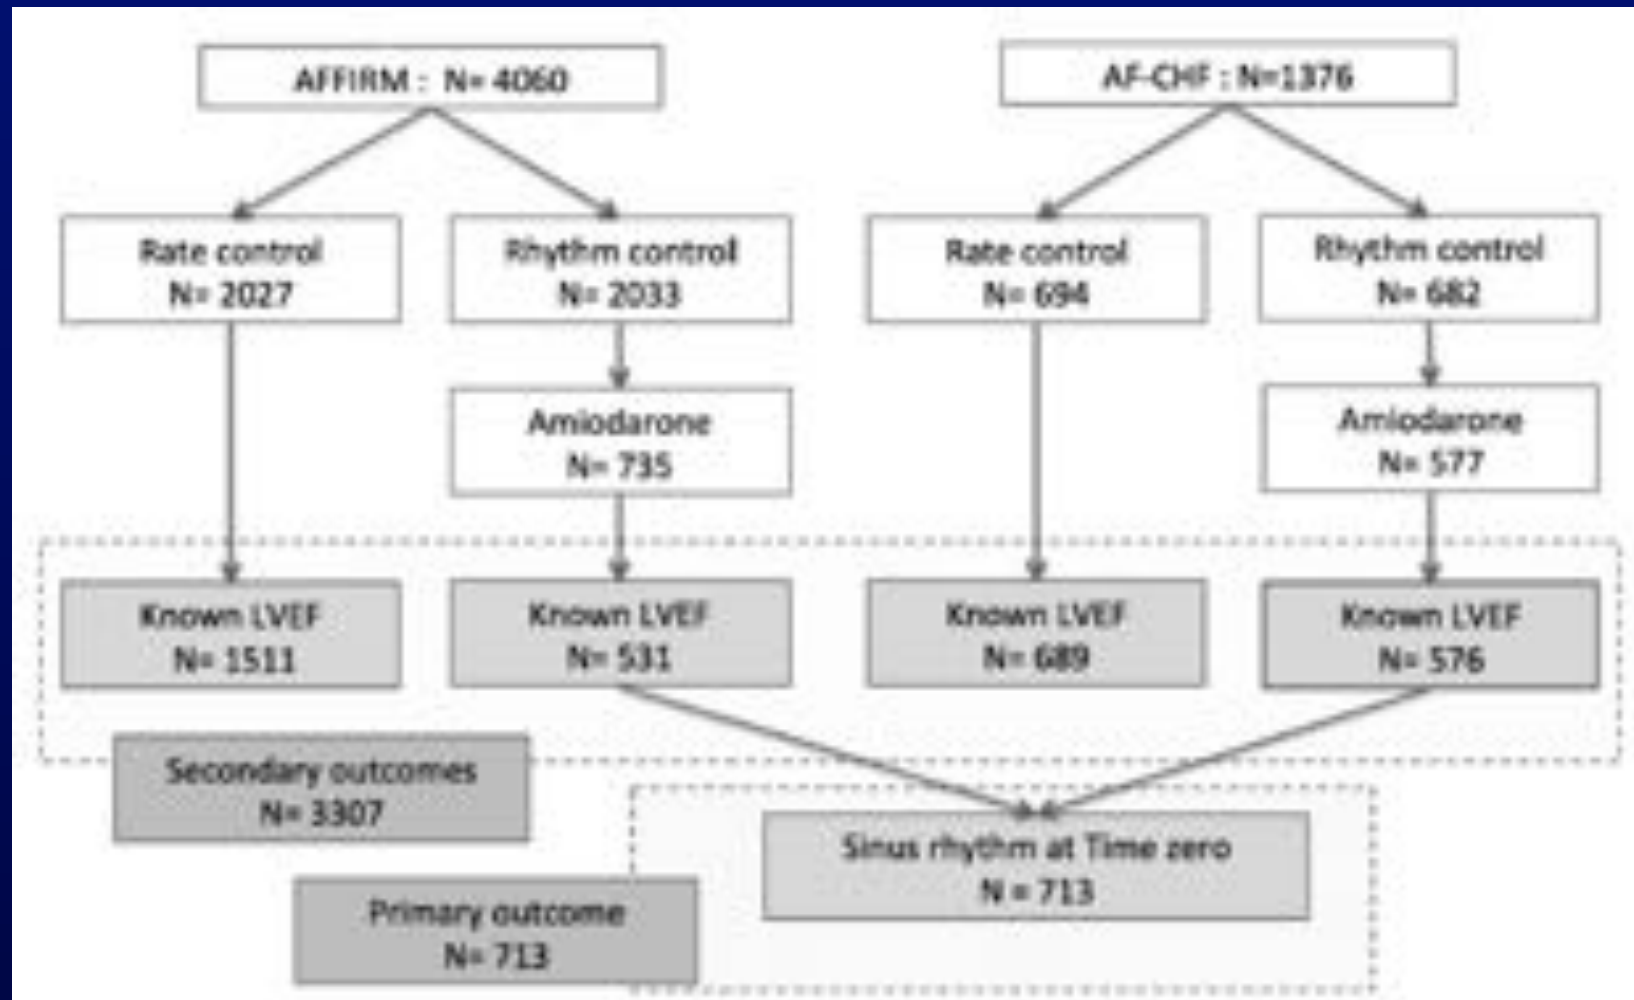 AFFIRM : N= 4060
AF-CHF : N=1376
Rate control
N= 2027
Rhythm control
N= 2033
Rate control
N= 694
Rhythm control
N= 682
Amiodarone
N= 735
Amiodarone
N= 577
Known LVEF
N= 1511
Known LVEF
N= 531
Known LVEF
N= 689
Known LVEF
N= 576
Secondary outcomes
N= 3307
Sinus rhythm at Time zero
N = 713
Primary outcome
N= 713